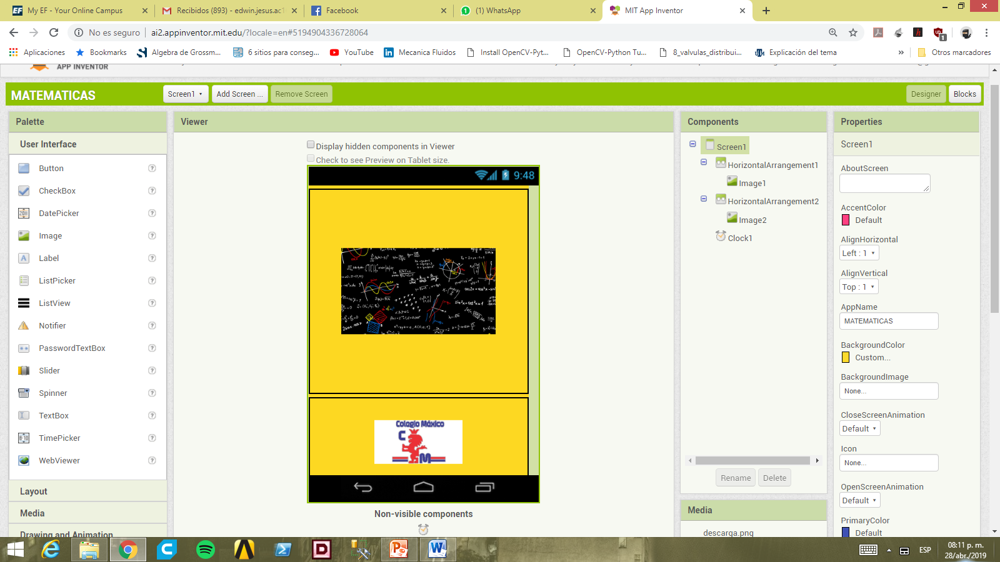 My EF - Your Online Campus
Recibidos (893) - edwin.jesus.ac1
Facebook
(1) WhatsApp
MIT App Inventor
No es seguro
ai2.appinventor.mit.edu/?locale=en#5194904336728064
Aplicaciones
Bookmarks
Algebra de Grossm...
6 sitios para conseg...
YouTube
Mecanica Fluidos
Install OpenCV-Pyt...
OpenCV-Python Tu...
8_valvulas_distribui...
Explicación del tema
»
Otros marcadores
APP INVENTOR
MATEMATICAS
Screen1
Add Screen ...
Remove Screen
Designer
Blocks
Palette
User Interface
Button
CheckBox
DatePicker
Image
Label
ListPicker
ListView
Notifier
PasswordTextBox
Slider
Spinner
TextBox
TimePicker
WebViewer
Layout
Media
Drawing and Animation
Viewer
Display hidden components in Viewer
Check to see Preview on Tablet size.
9:48
Colegio México
C
M
Non-visible components
Components
Screen1
HorizontalArrangement1
Image1
HorizontalArrangement2
Image2
Clock1
Rename
Delete
Media
descarga.png
Properties
Screen1
AboutScreen
AccentColor
Default
AlignHorizontal
Left : 1
AlignVertical
Top : 1
AppName
MATEMATICAS
BackgroundColor
Custom...
BackgroundImage
None...
CloseScreenAnimation
Default
Icon
None...
OpenScreenAnimation
Default
PrimaryColor
Default
ESP
08:11 p. m.
28/abr./2019